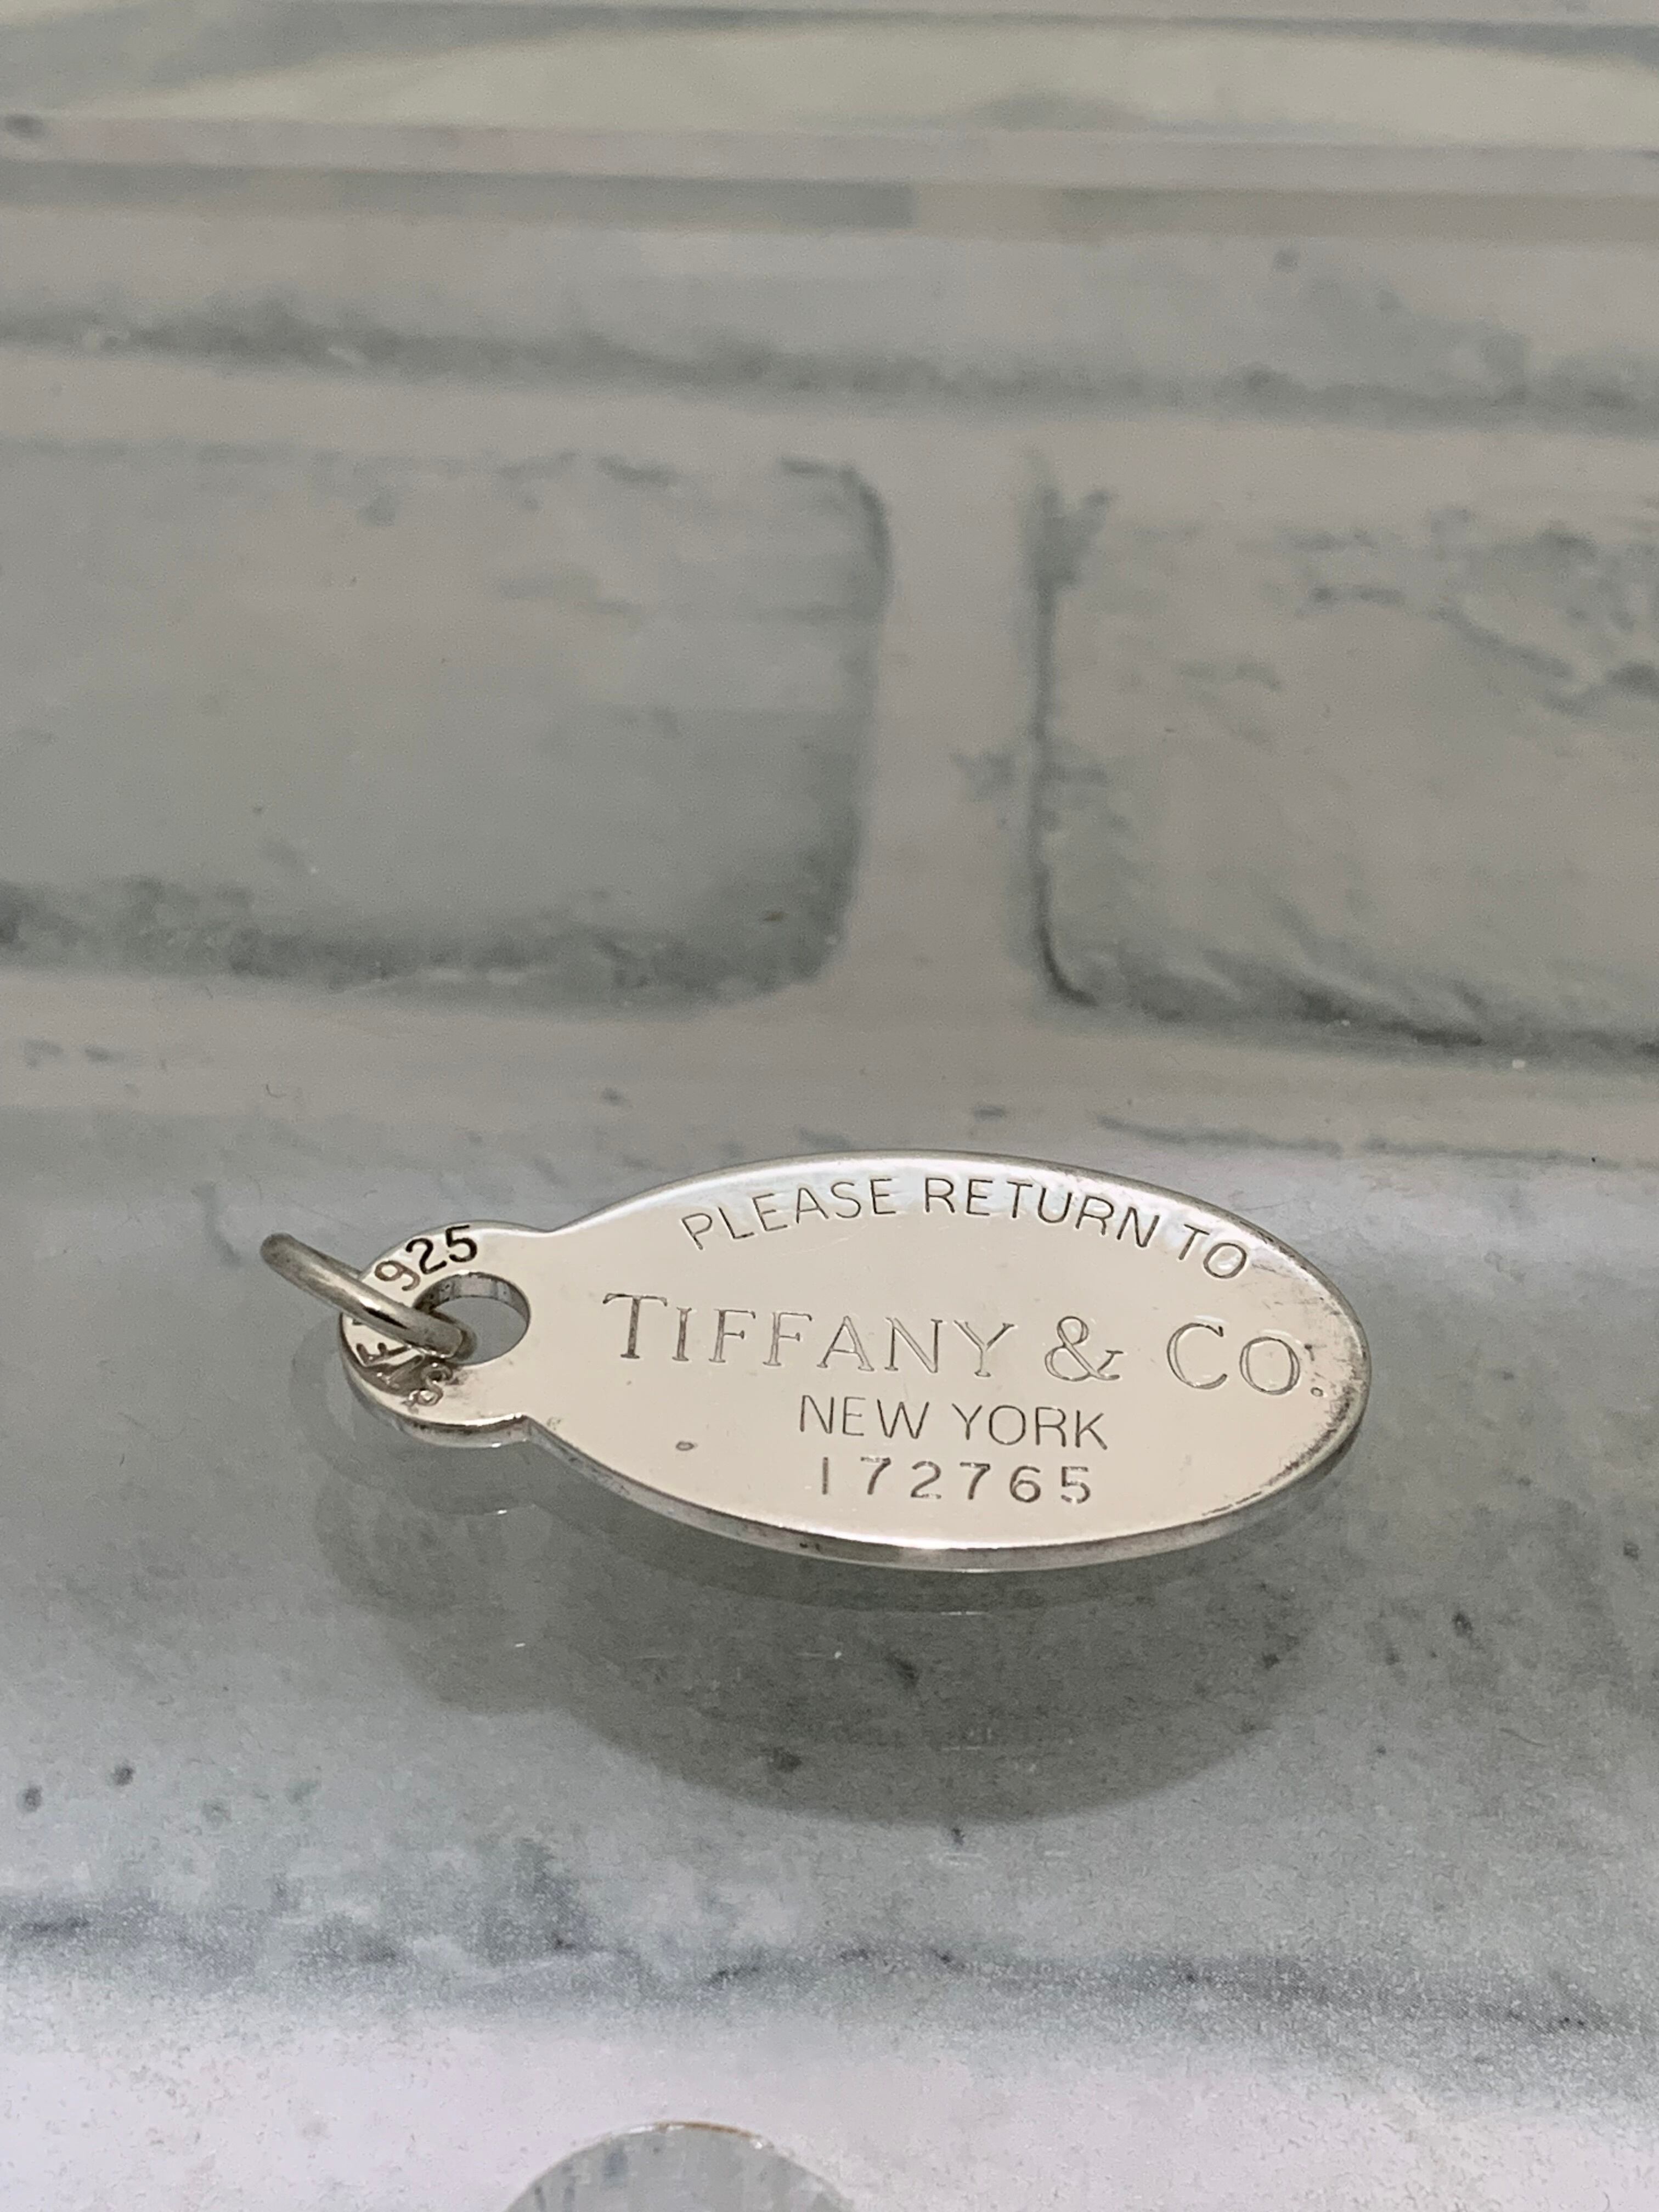 925
PLEASE RETURN TO
TIFFANY & CO.
NEW YORK
172765